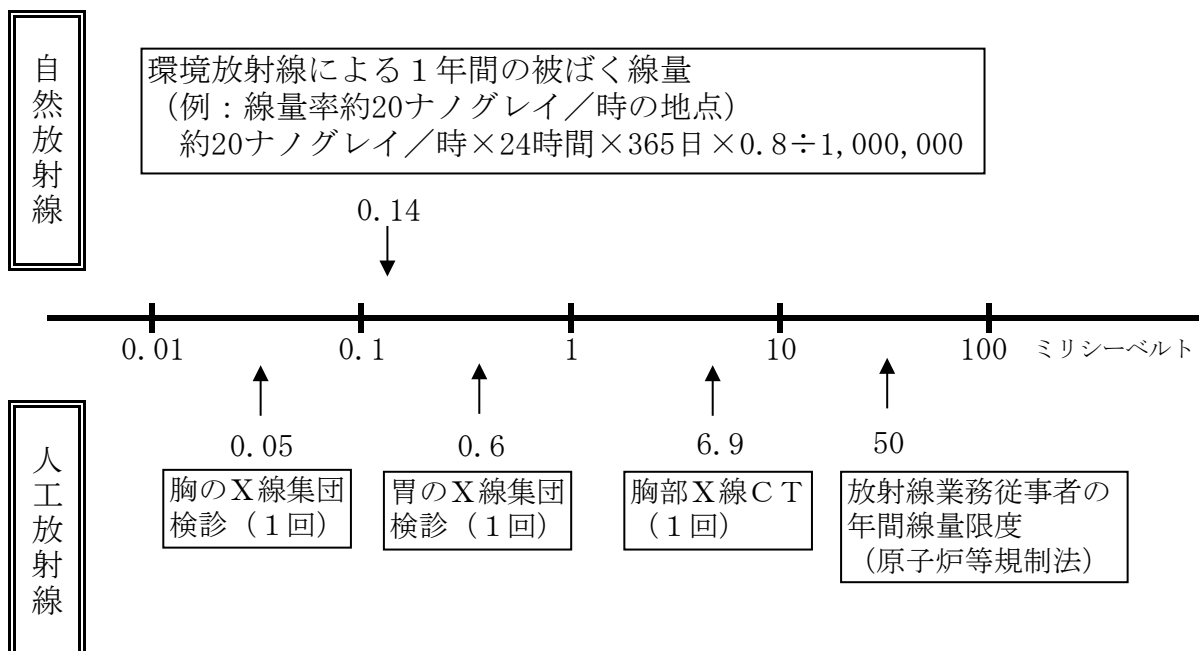 自然放射線
環境放射線による１年間の被ばく線量
（例：線量率約20ナノグレイ／時の地点）
約20ナノグレイ／時×24時間×365日×0.8÷1,000,000
0.14
0.01 0.1 1 10 100 ミリシーベルト
人工放射線
0.05
胸のＸ線集団
検診（１回）
0.6
胃のＸ線集団
検診（１回）
6.9
胸部Ｘ線ＣＴ
（１回）
50
放射線業務従事者の
年間線量限度
（原子炉等規制法）